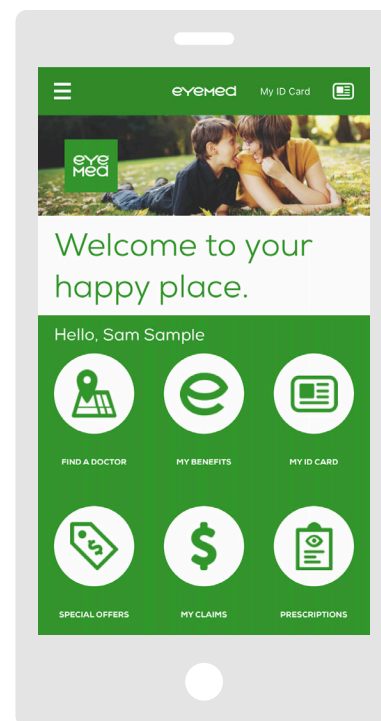 eyemed My ID Card
eye
med
Welcome to your
happy place.
Hello, Sam Sample
FIND A DOCTOR MY BENEFITS MY ID CARD
SPECIAL OFFERS MY CLAIMS PRESCRIPTIONS